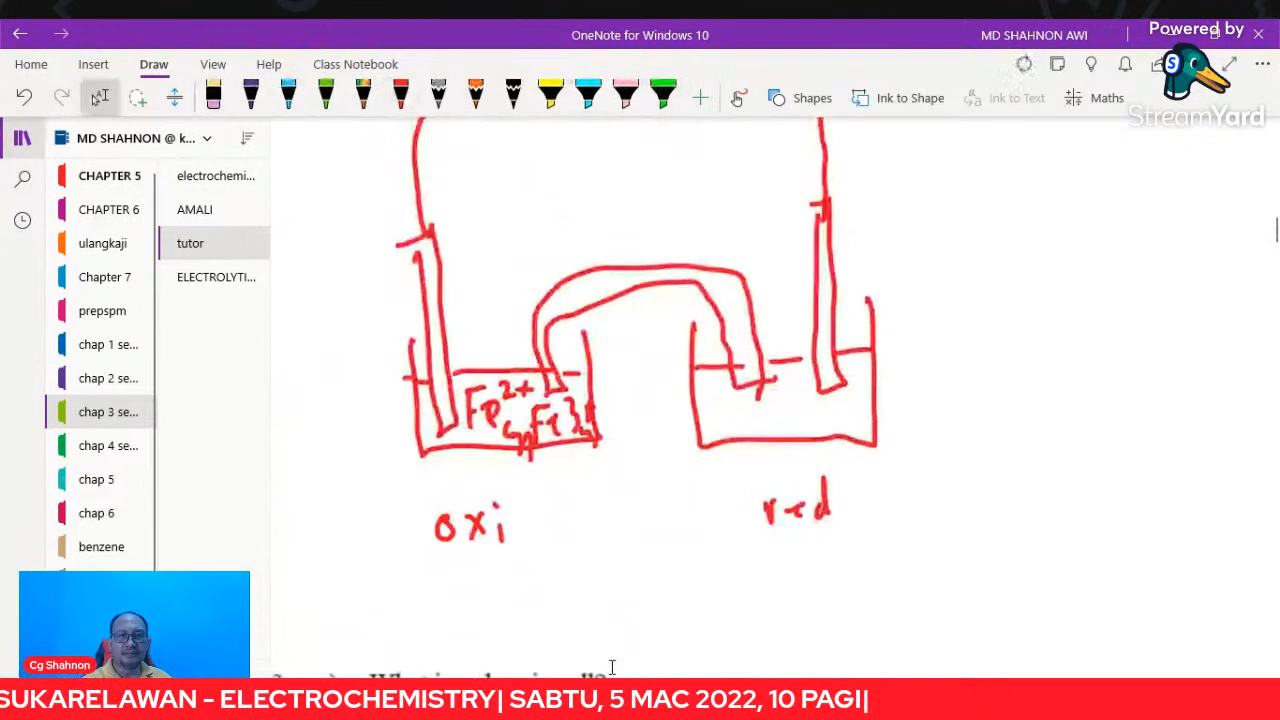 Powered by
StreamYard
OneNote for Windows 10
MD SHAHNON AWI
Home Insert Draw View Help Class Notebook
Shapes Ink to Shape Ink to Text Maths
MD SHAHNON @ k...
CHAPTER 5
CHAPTER 6
ulangkaji
Chapter 7
prepspm
chap 1 se...
chap 2 se...
chap 3 se...
chap 4 se...
chap 5
chap 6
benzene
electrochemi...
AMALI
tutor
ELECTROLYTI...
Fe2+
Fe3+
oxi
red
Cg Shahnon
SUKARELAWAN - ELECTROCHEMISTRY| SABTU, 5 MAC 2022, 10 PAGI|